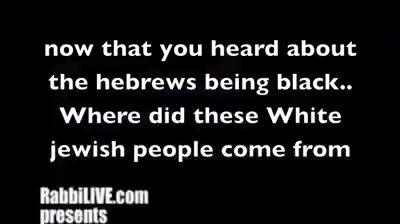 now that you heard about
the hebrews being black..
Where did these White
jewish people come from
RabbiLIVE.com
presents